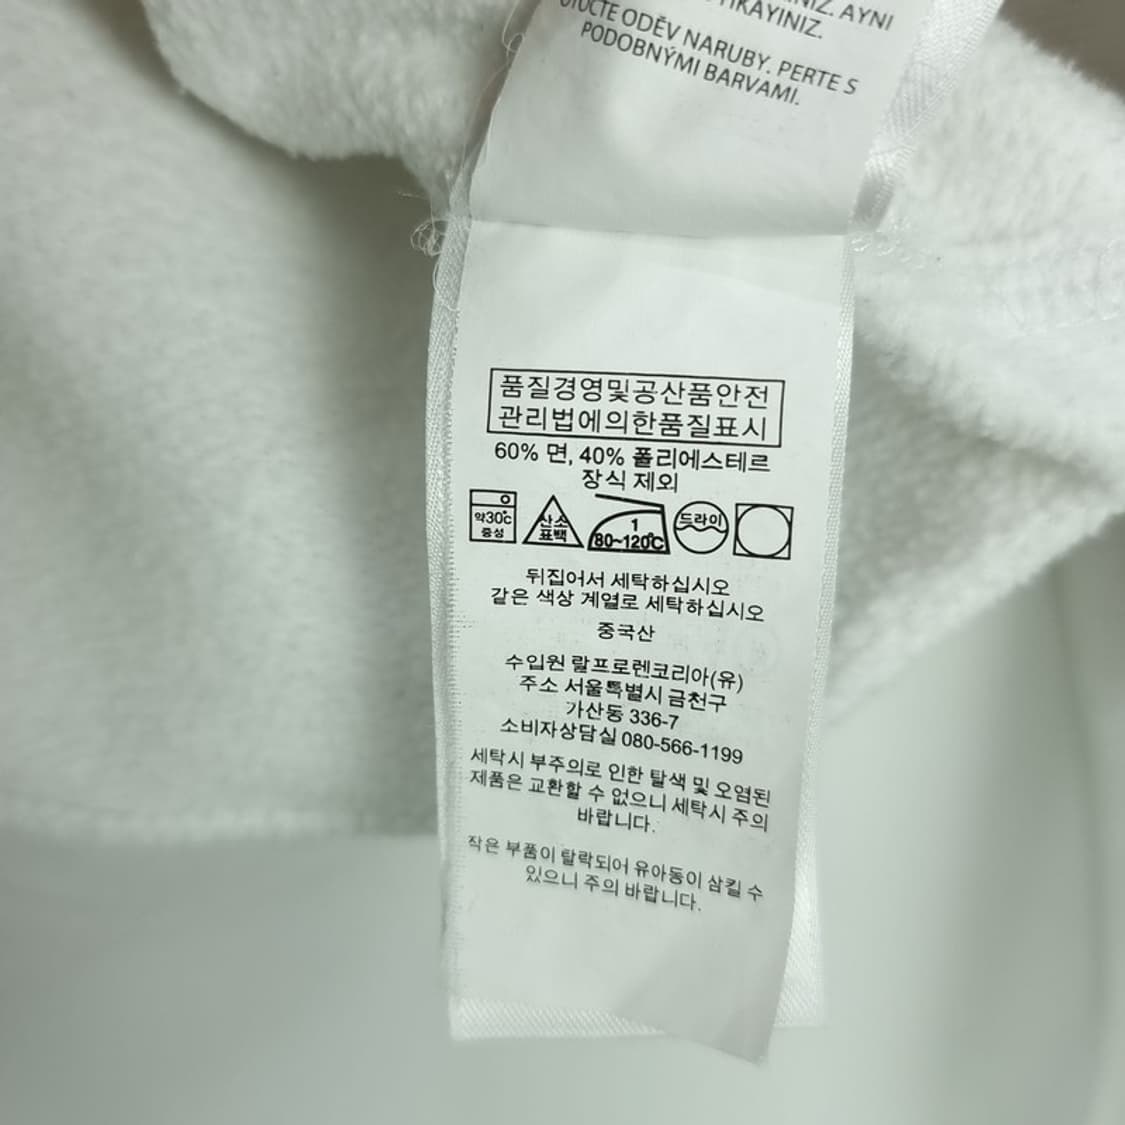 AYNI
YIKAYINIZ.
ODĚV NARUBY. PERTE S
PODOBNÝMI BARVAMI.
품질경영및공산품안전
관리법에의한품질표시
60% 면, 40% 폴리에스테르
장식 제외
약30℃
중성
산소
표백
1
80~120℃
드라이
뒤집어서 세탁하십시오
같은 색상 계열로 세탁하십시오
중국산
수입원 랄프로렌코리아(유)
주소 서울특별시 금천구
가산동 336-7
소비자상담실 080-566-1199
세탁시 부주의로 인한 탈색 및 오염된
제품은 교환할 수 없으니 세탁시 주의
바랍니다.
작은 부품이 탈락되어 유아동이 삼킬 수
있으니 주의 바랍니다.